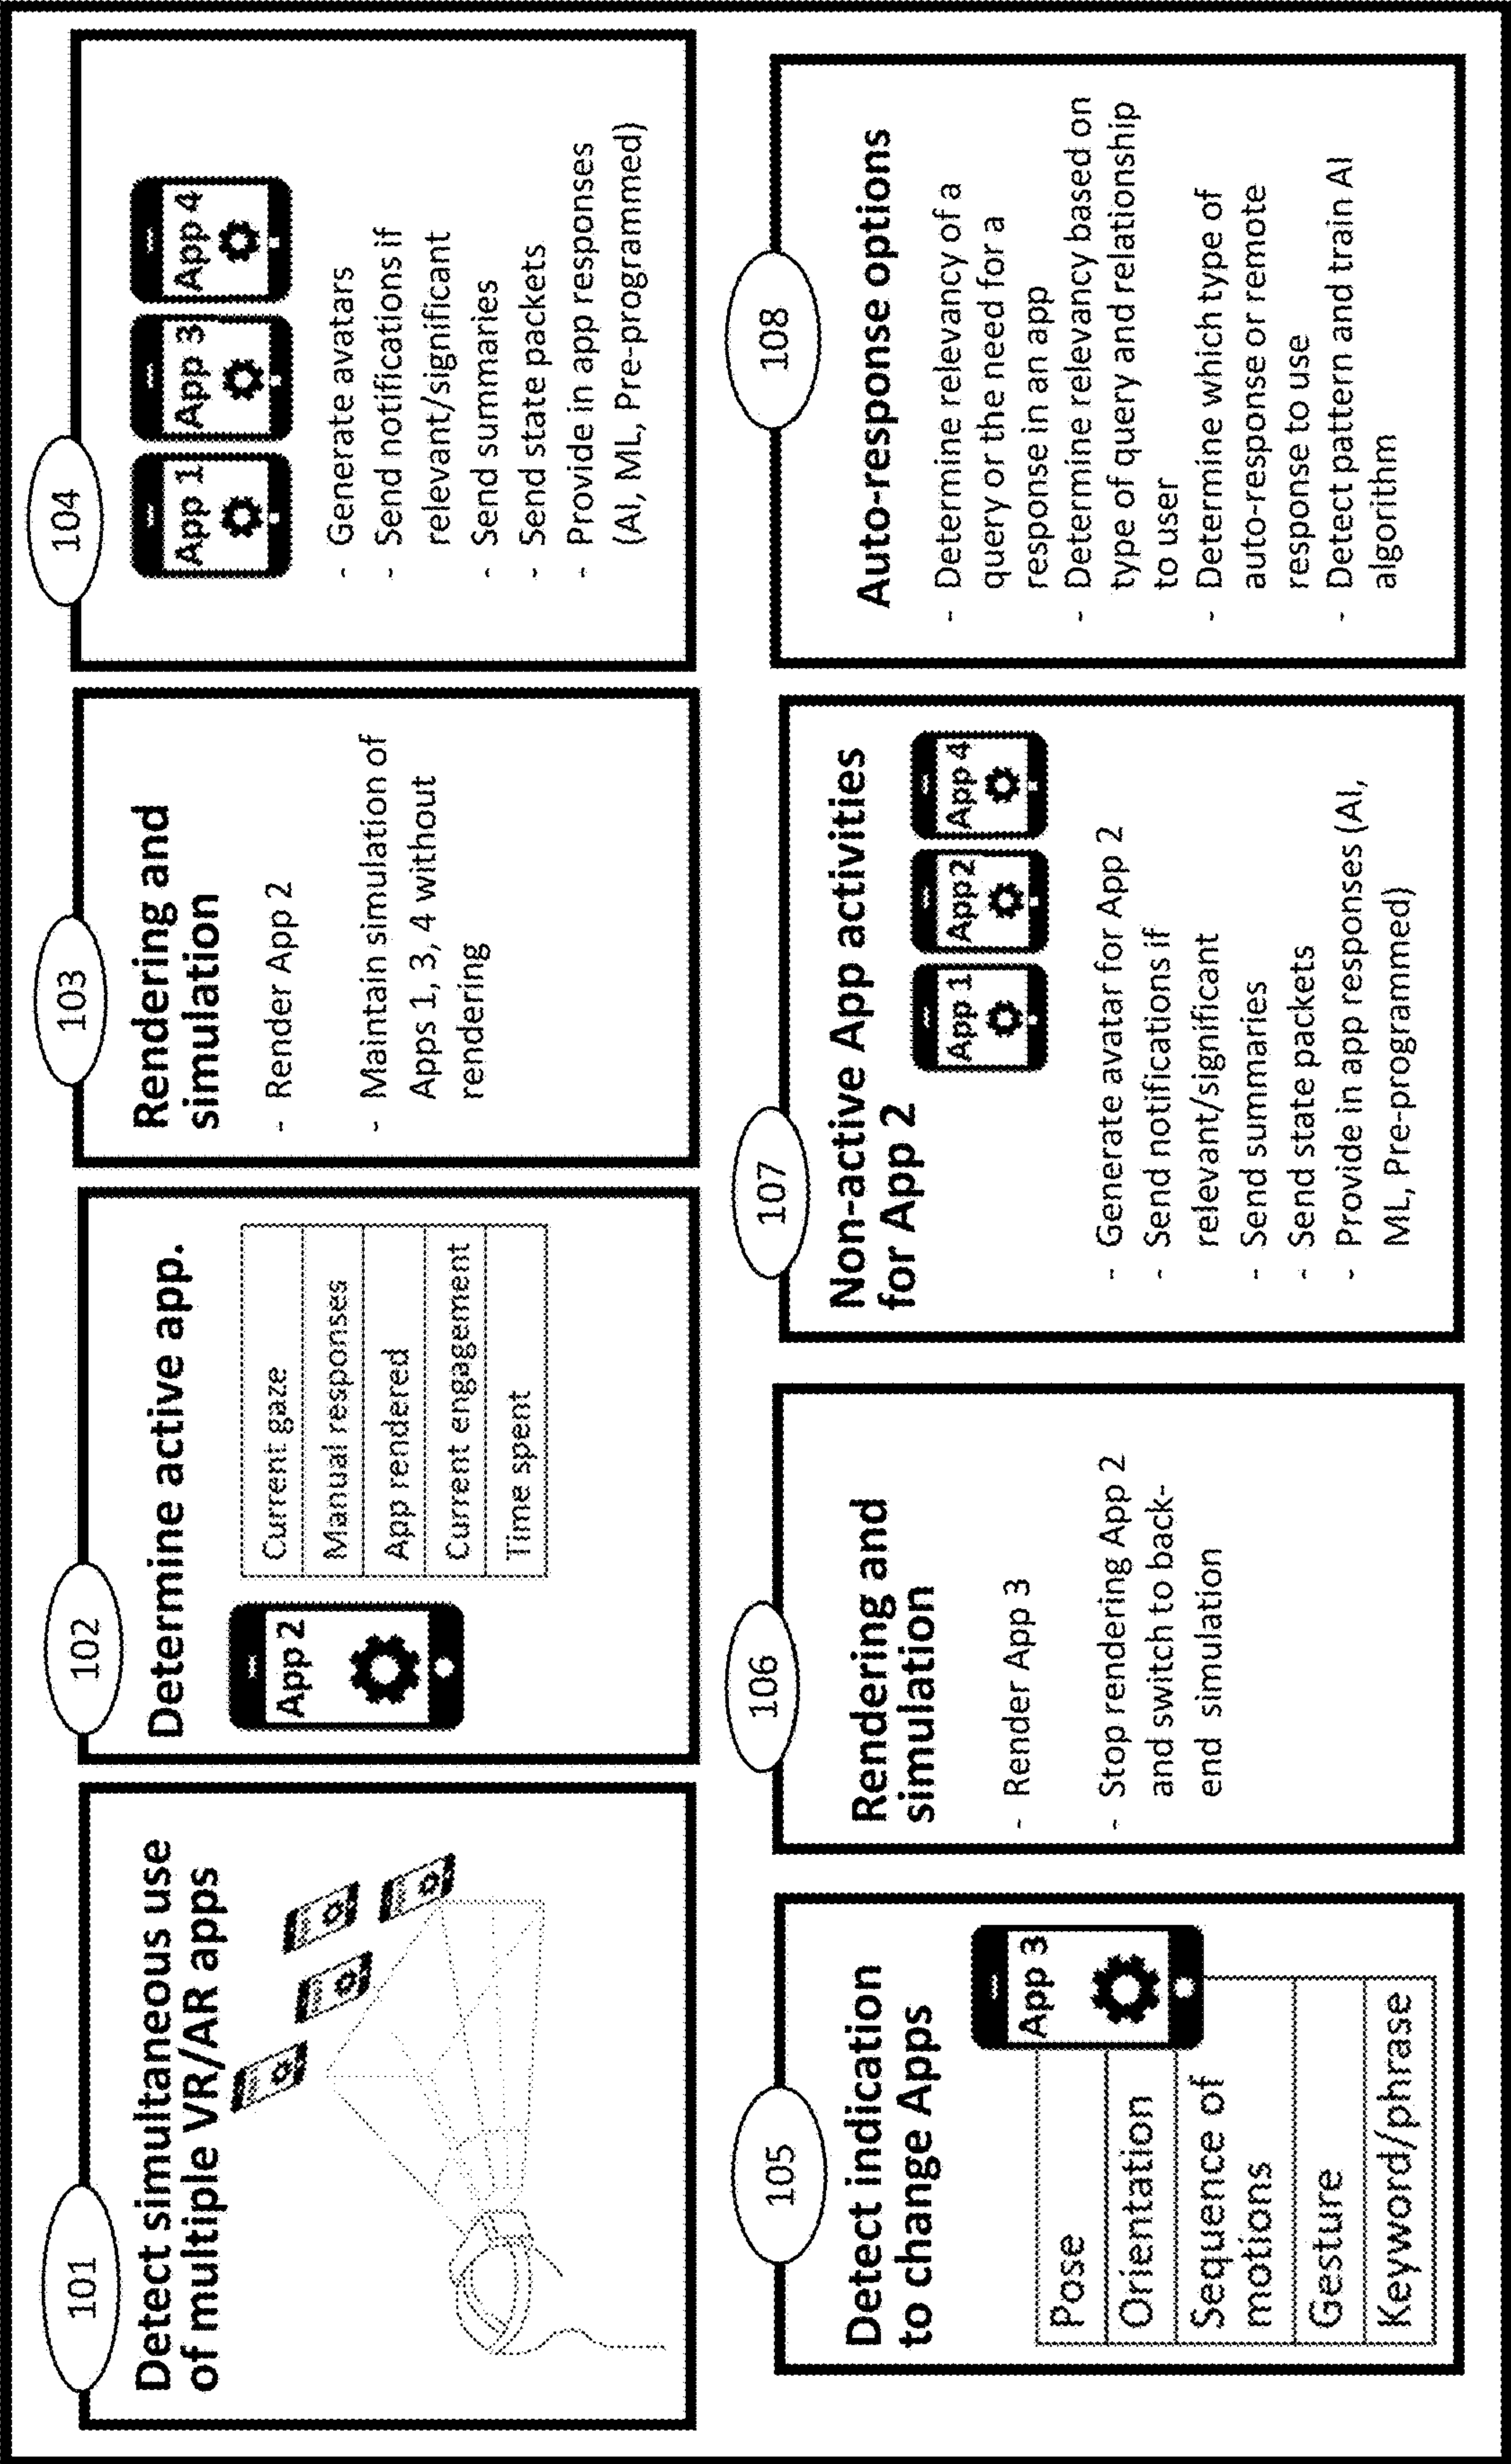 101
Detect simultaneous use
of multiple VR/AR apps
102
Determine active app.
App 2
Current gaze
Manual responses
App rendered
Current engagement
Time spent
103
Rendering and
simulation
- Render App 2
- Maintain simulation of
Apps 1, 3, 4 without
rendering
104
App 1
App 3
App 4
- Generate avatars
- Send notifications if
relevant/significant
- Send summaries
- Send state packets
- Provide in app responses
(AI, ML, Pre-programmed)
105
Detect indication
to change Apps
App 3
Pose
Orientation
Sequence of
motions
Gesture
Keyword/phrase
106
Rendering and
simulation
- Render App 3
- Stop rendering App 2
and switch to back-
end simulation
107
Non-active App activities
for App 2
App 1
App2
App 4
- Generate avatar for App 2
- Send notifications if
relevant/significant
- Send summaries
- Send state packets
- Provide in app responses (AI,
ML, Pre-programmed)
108
Auto-response options
- Determine relevancy of a
query or the need for a
response in an app
- Determine relevancy based on
type of query and relationship
to user
- Determine which type of
auto-response or remote
response to use
- Detect pattern and train AI
algorithm